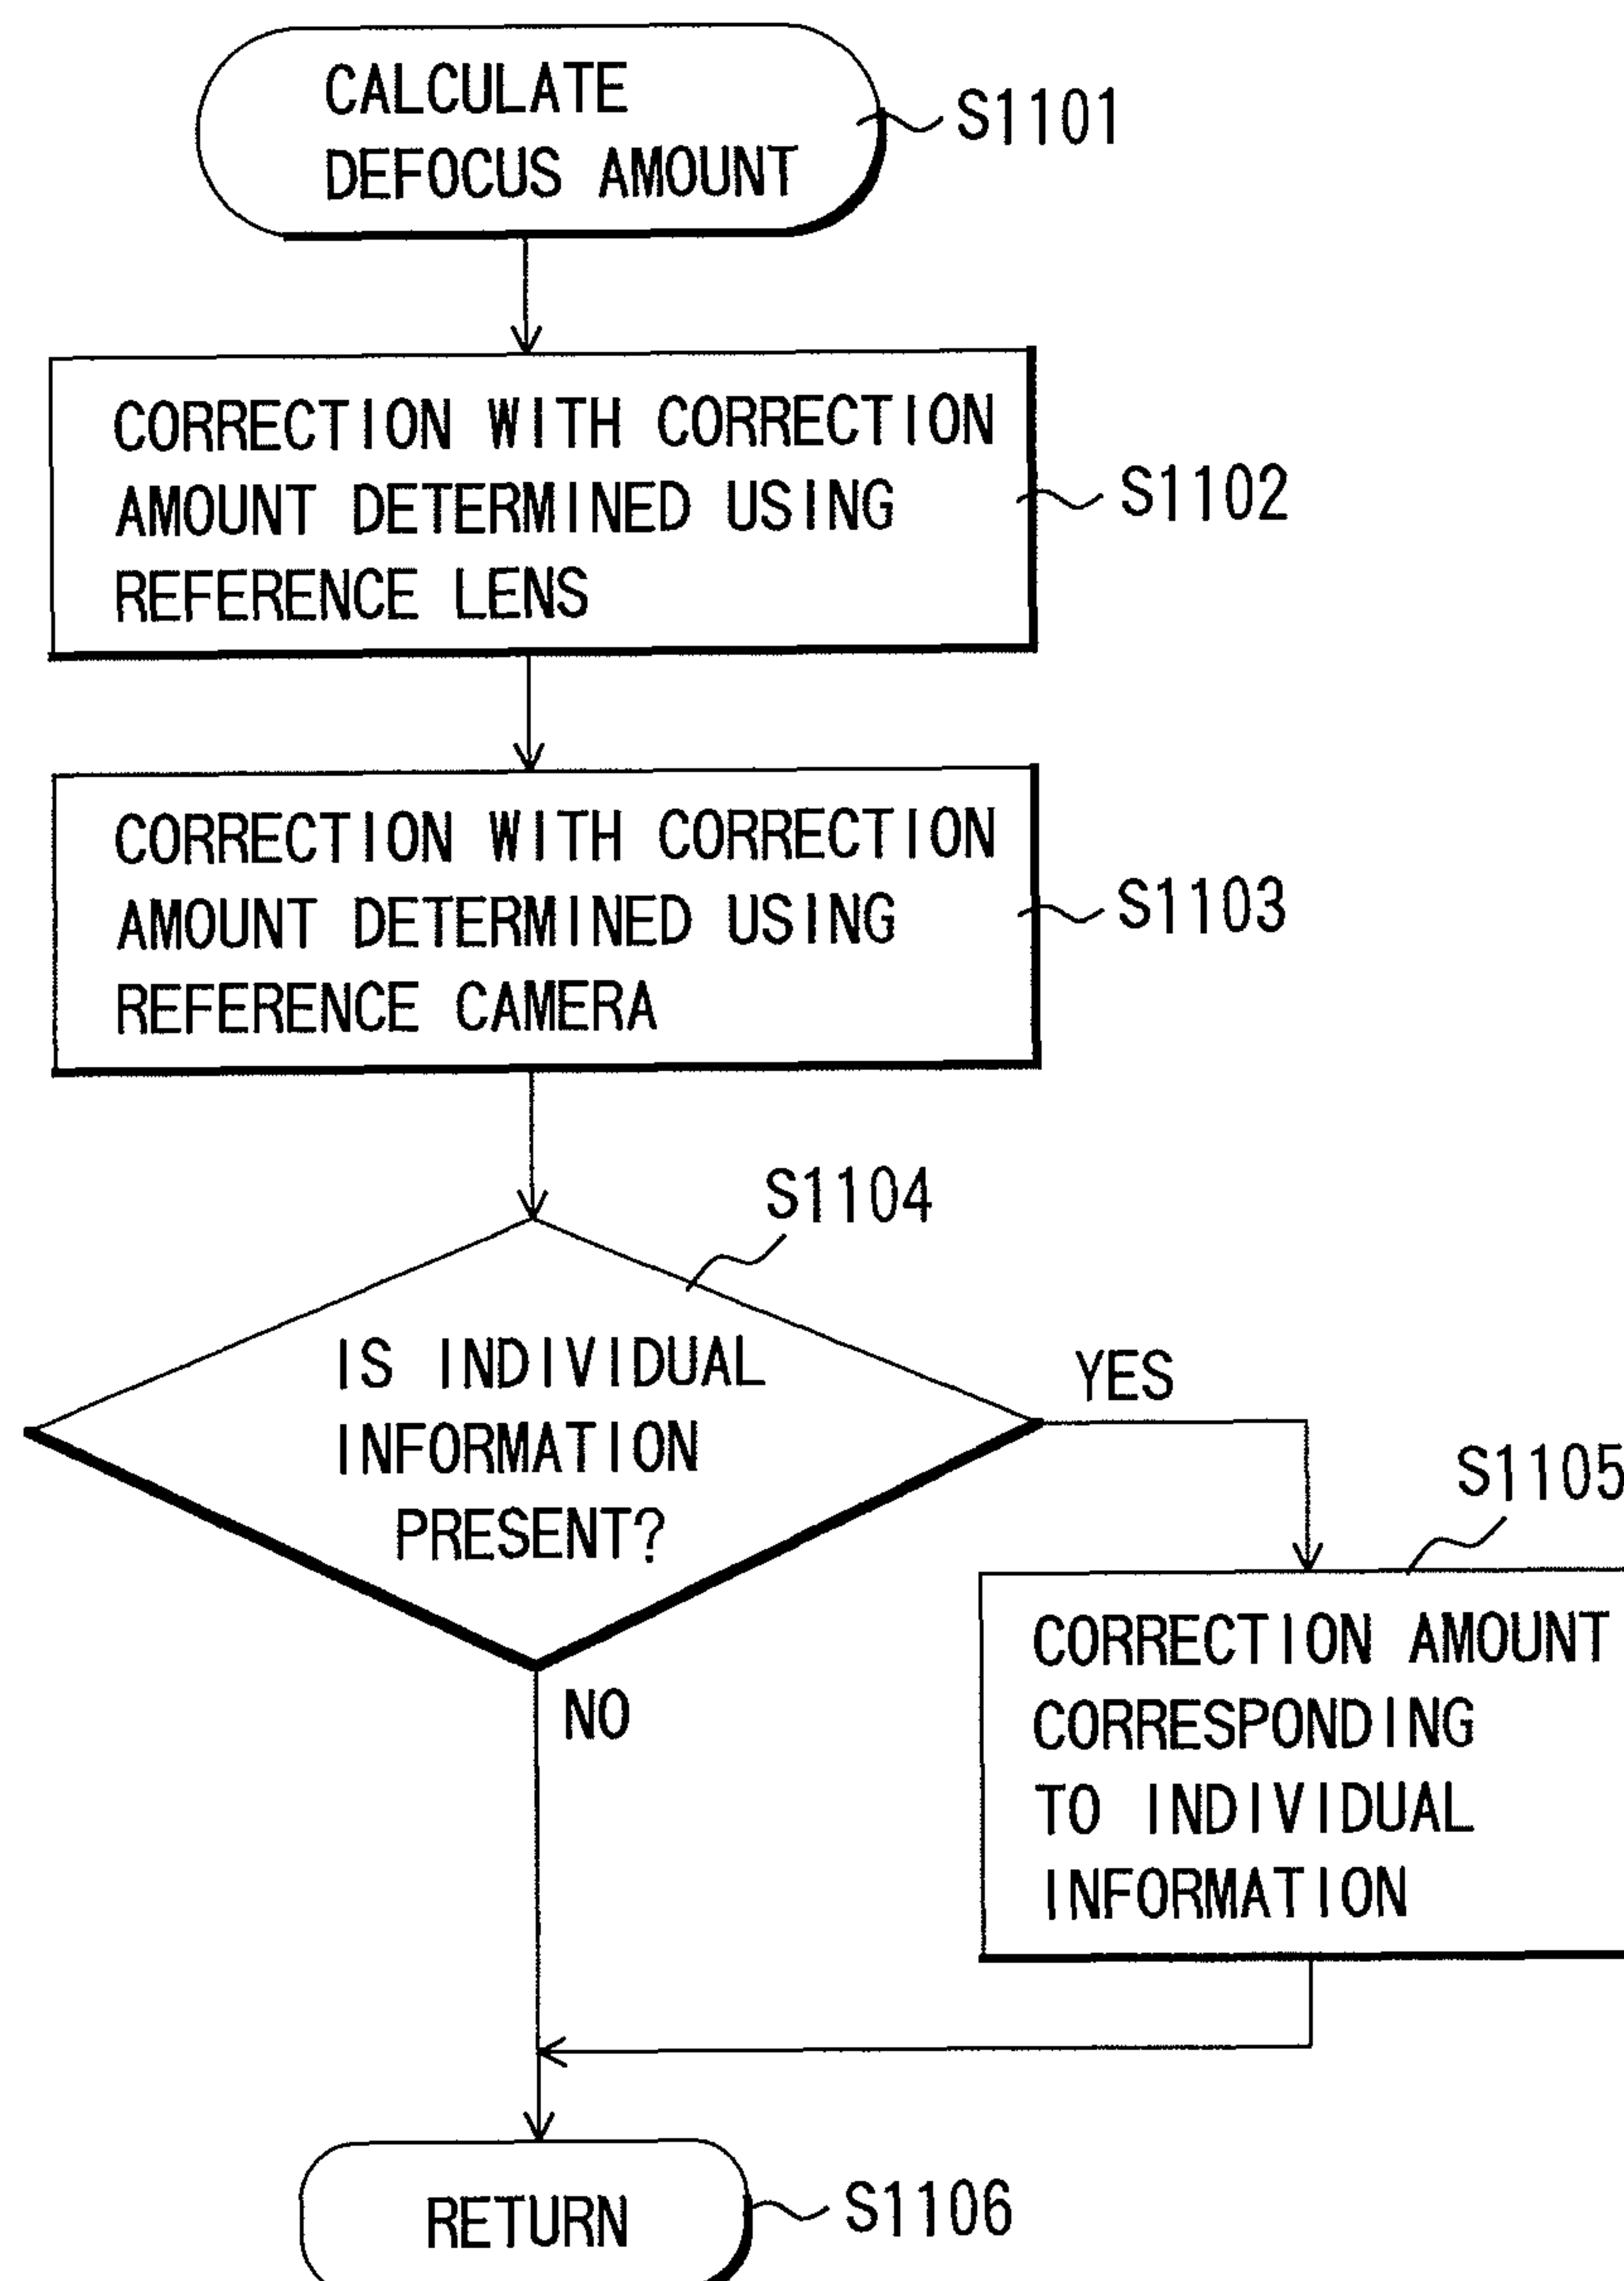 CALCULATE
DEFOCUS AMOUNT
S1101
CORRECTION WITH CORRECTION
AMOUNT DETERMINED USING
REFERENCE LENS
S1102
CORRECTION WITH CORRECTION
AMOUNT DETERMINED USING
REFERENCE CAMERA
S1103
S1104
IS INDIVIDUAL
INFORMATION
PRESENT?
YES
NO
S1105
CORRECTION AMOUNT
CORRESPONDING
TO INDIVIDUAL
INFORMATION
RETURN
S1106